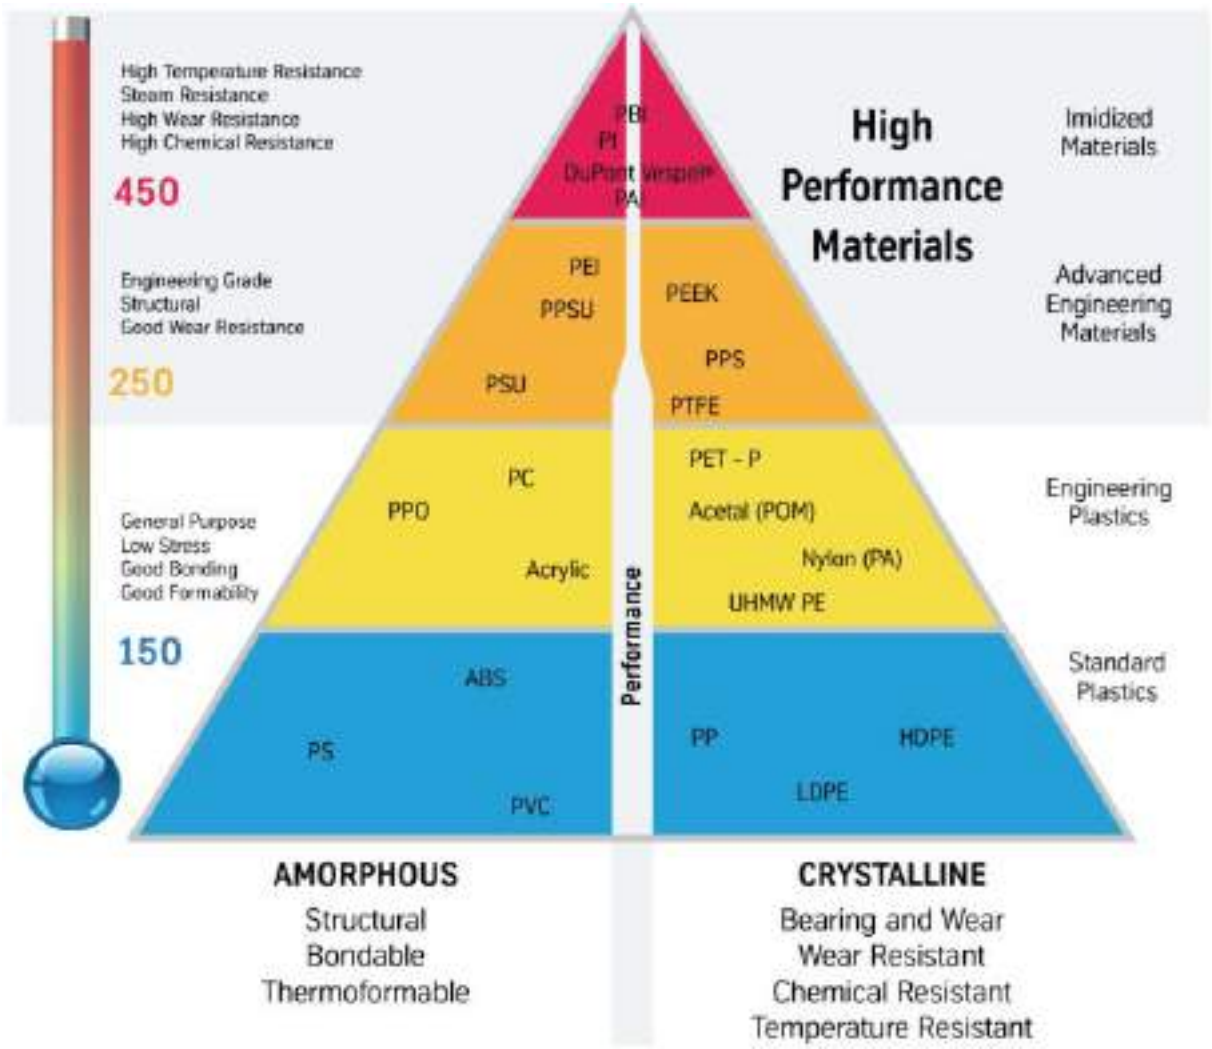 High Temperature Resistance
Steam Resistance
High Wear Resistance
High Chemical Resistance
450
Engineering Grade
Structural
Good Wear Resistance
250
General Purpose
Low Stress
Good Bonding
Good Formability
150
PBI
PI
DuPont Vespel®
PAI
PEI
PPSU
PSU
PEEK
PPS
PTFE
PC
PPO
Acrylic
PET - P
Acetal (POM)
Nylon (PA)
UHMW PE
ABS
PS
PVC
PP
HDPE
LDPE
Performance
High
Performance
Materials
Imidized
Materials
Advanced
Engineering
Materials
Engineering
Plastics
Standard
Plastics
AMORPHOUS
Structural
Bondable
Thermoformable
CRYSTALLINE
Bearing and Wear
Wear Resistant
Chemical Resistant
Temperature Resistant